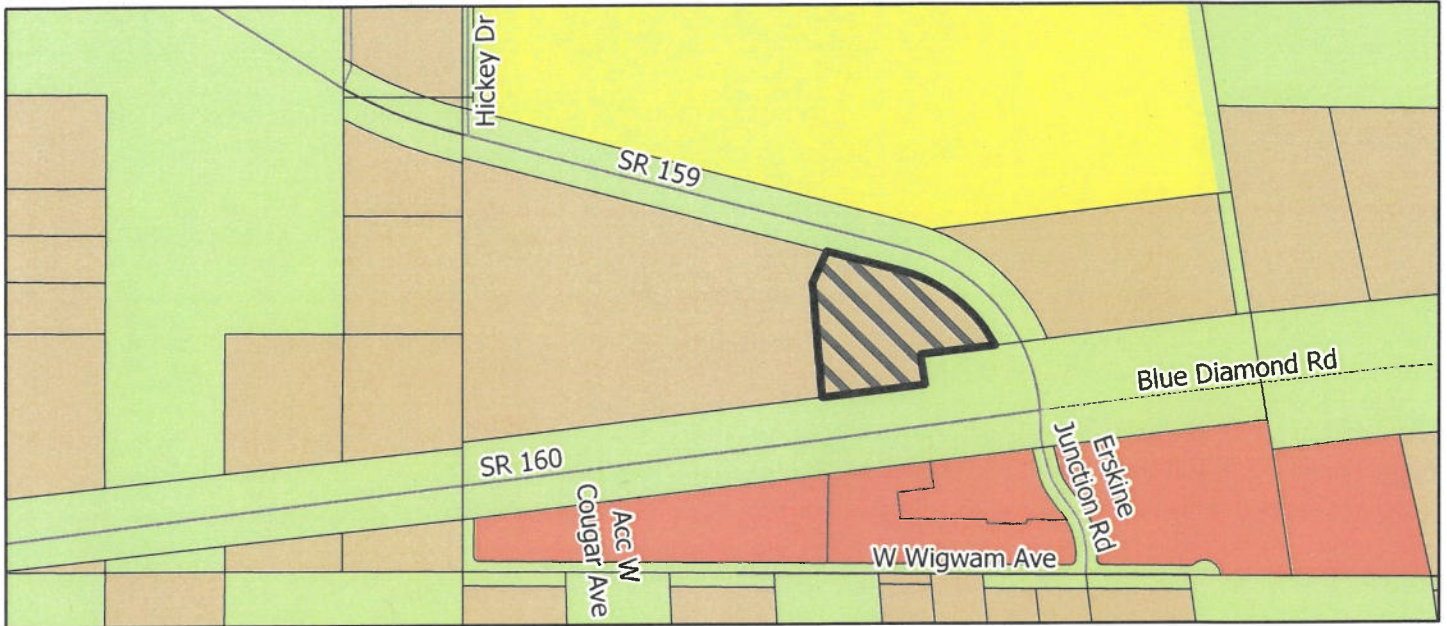 Hickey Dr
SR 159
Blue Diamond Rd
SR 160
Erskine
Junction Rd
Acc W
Cougar Ave
W Wigwam Ave